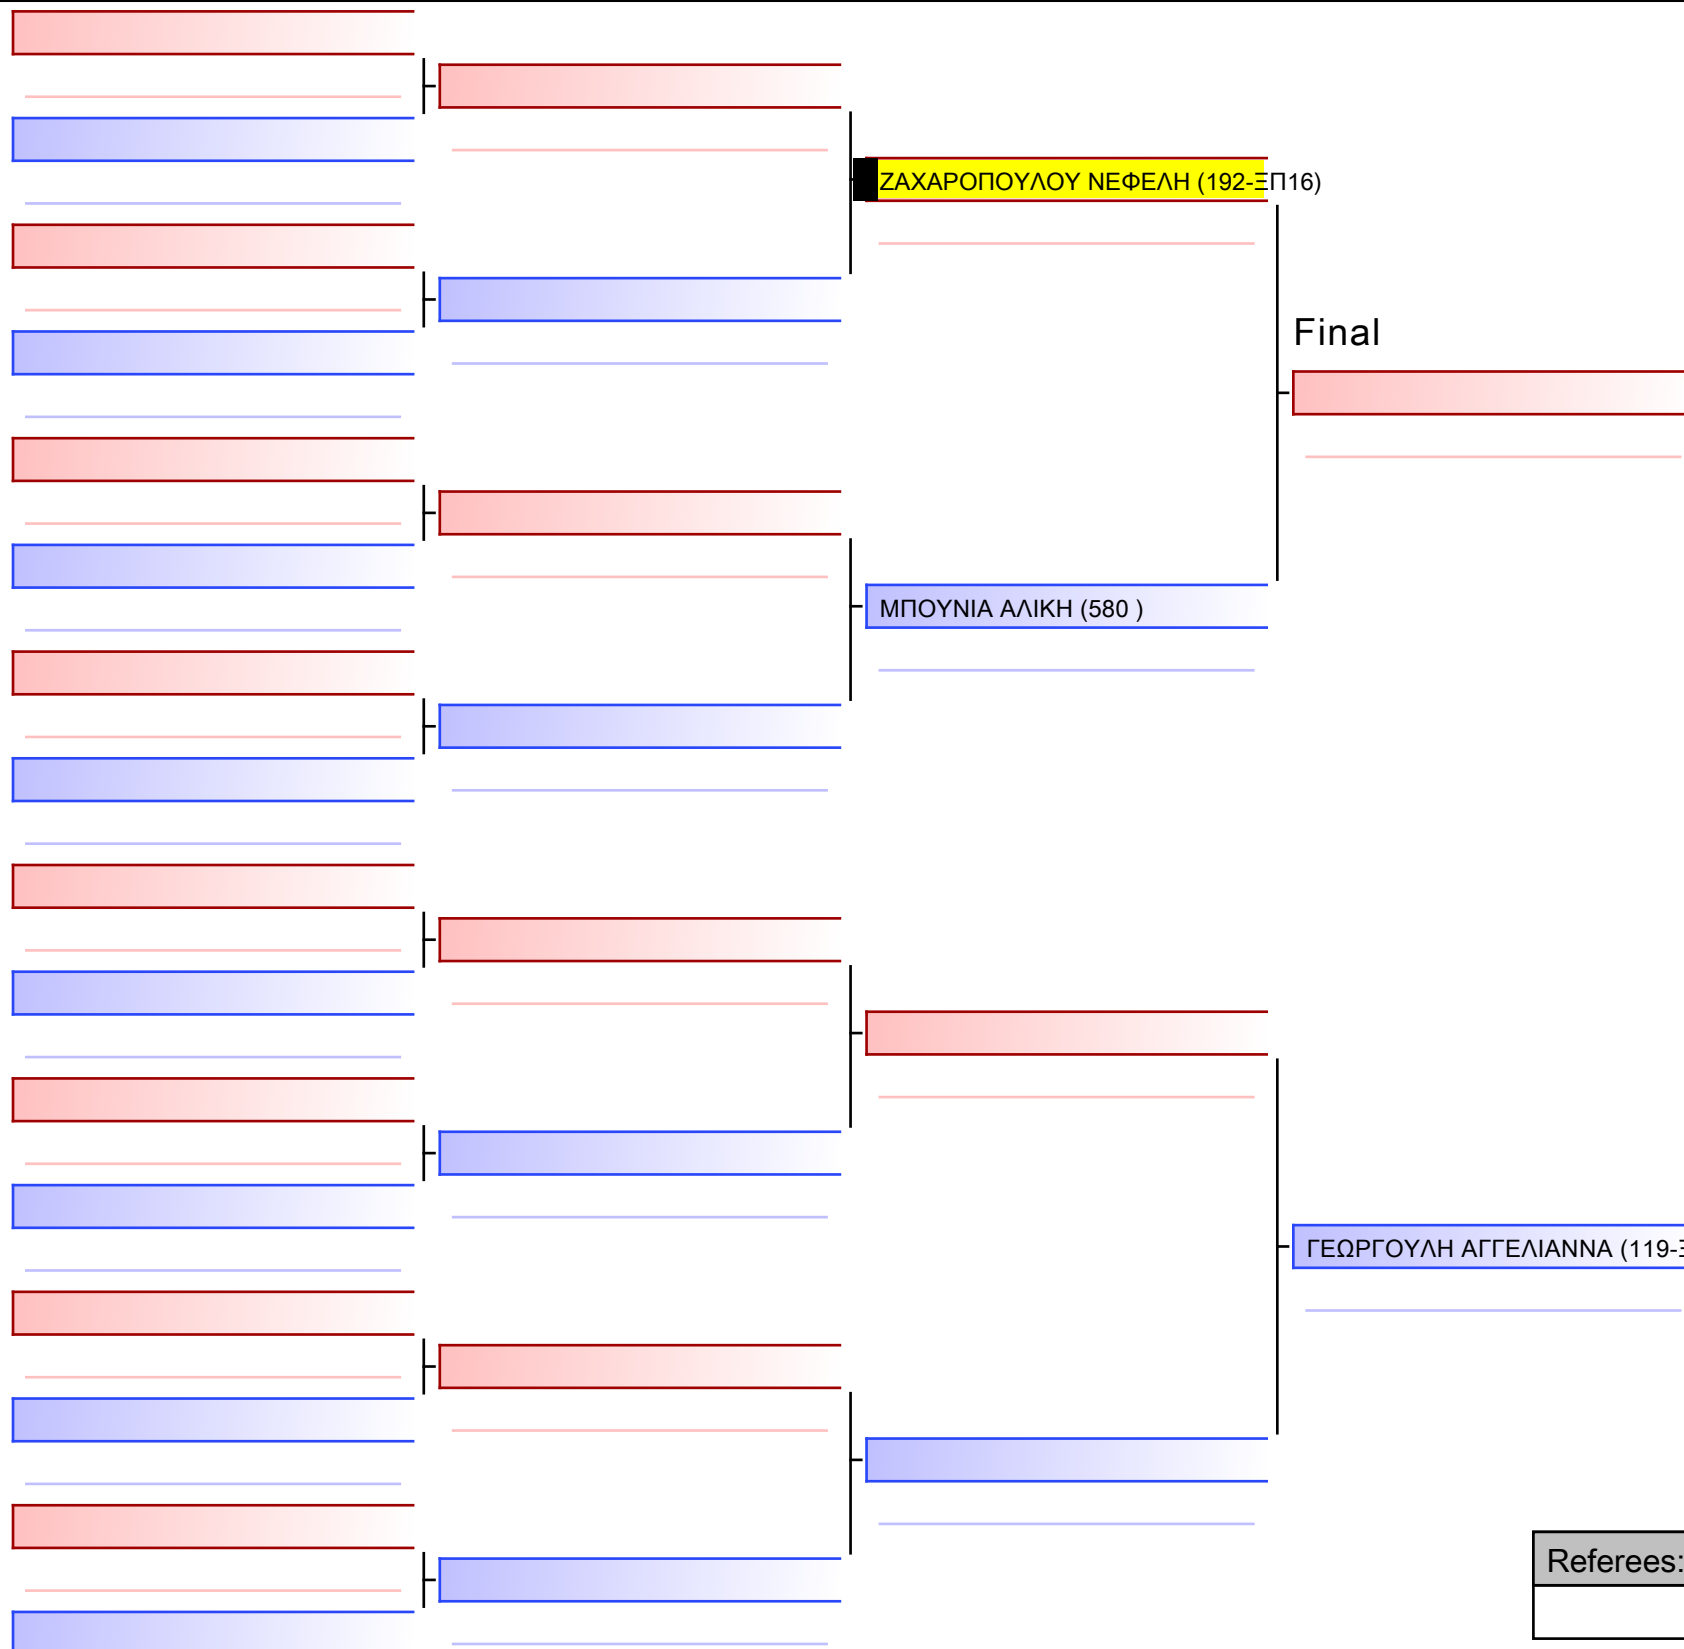 ΖΑΧΑΡΟΠΟΥΛΟΥ ΝΕΦΕΛΗ (192-ΞΠ16)
Final
ΜΠΟΥΝΙΑ ΑΛΙΚΗ (580 )
ΓΕΩΡΓΟΥΛΗ ΑΓΓΕΛΙΑΝΝΑ (119-
Referees: